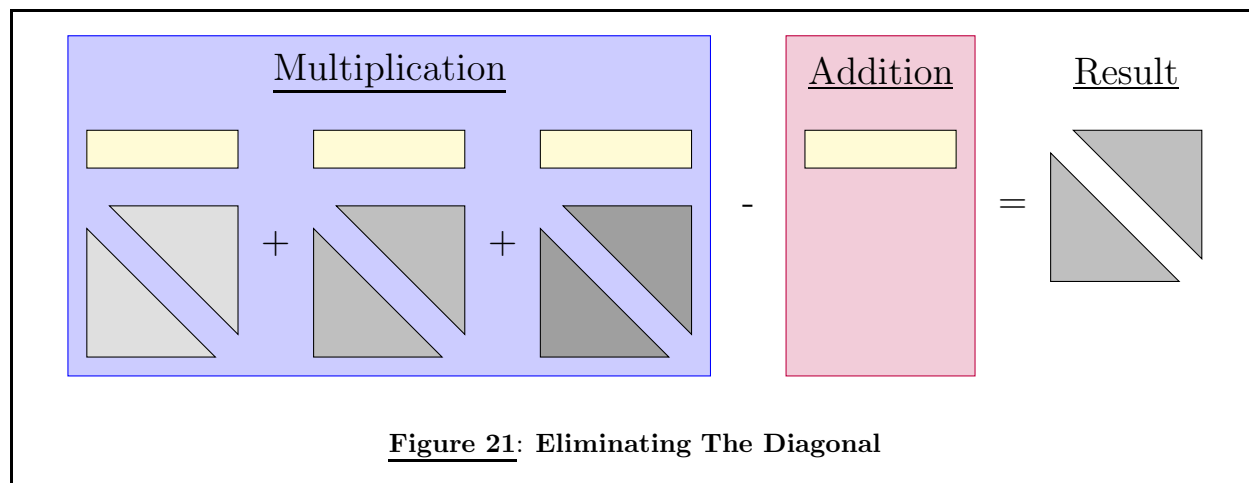 Multiplication Addition Result
+ + - =
Figure 21: Eliminating The Diagonal